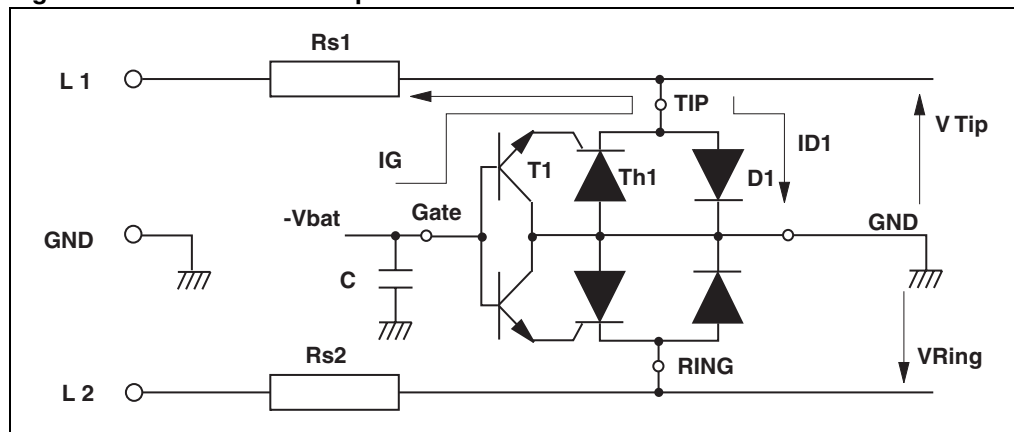 Rs1
L 1
TIP
V Tip
ID1
IG
T1
Th1
D1
-Vbat
Gate
GND
GND
C
Rs2
RING
VRing
L 2